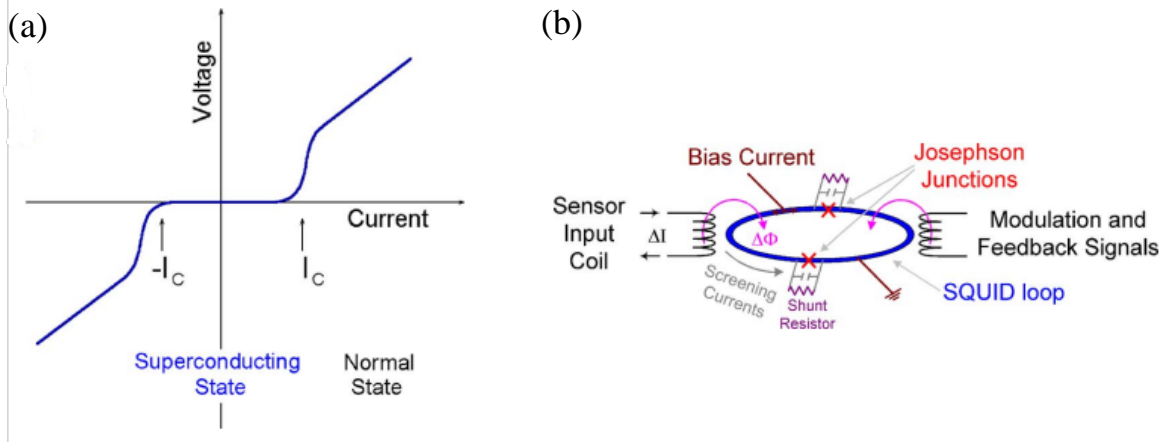 (a)
Voltage
Current
-I_C
I_C
Superconducting
State
Normal
State
(b)
Bias Current
Josephson
Junctions
Sensor
Input
Coil
ΔI
ΔΦ
Modulation and
Feedback Signals
Screening
Currents
Shunt
Resistor
SQUID loop